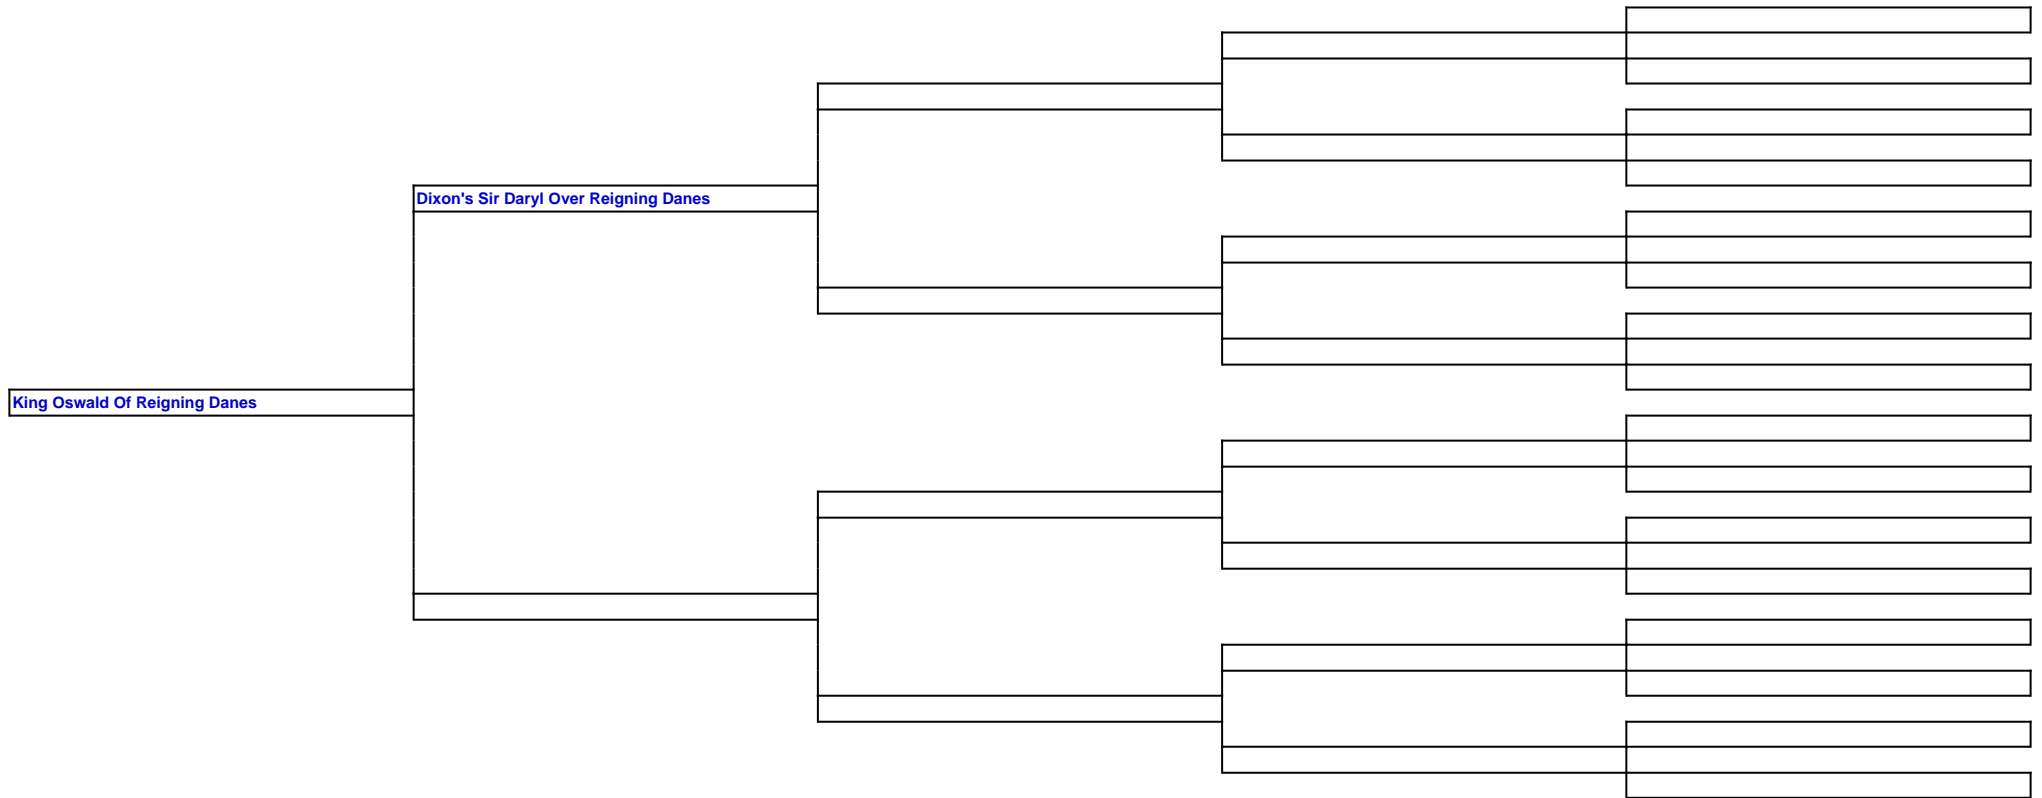 Dixon's Sir Daryl Over Reigning Danes
King Oswald Of Reigning Danes